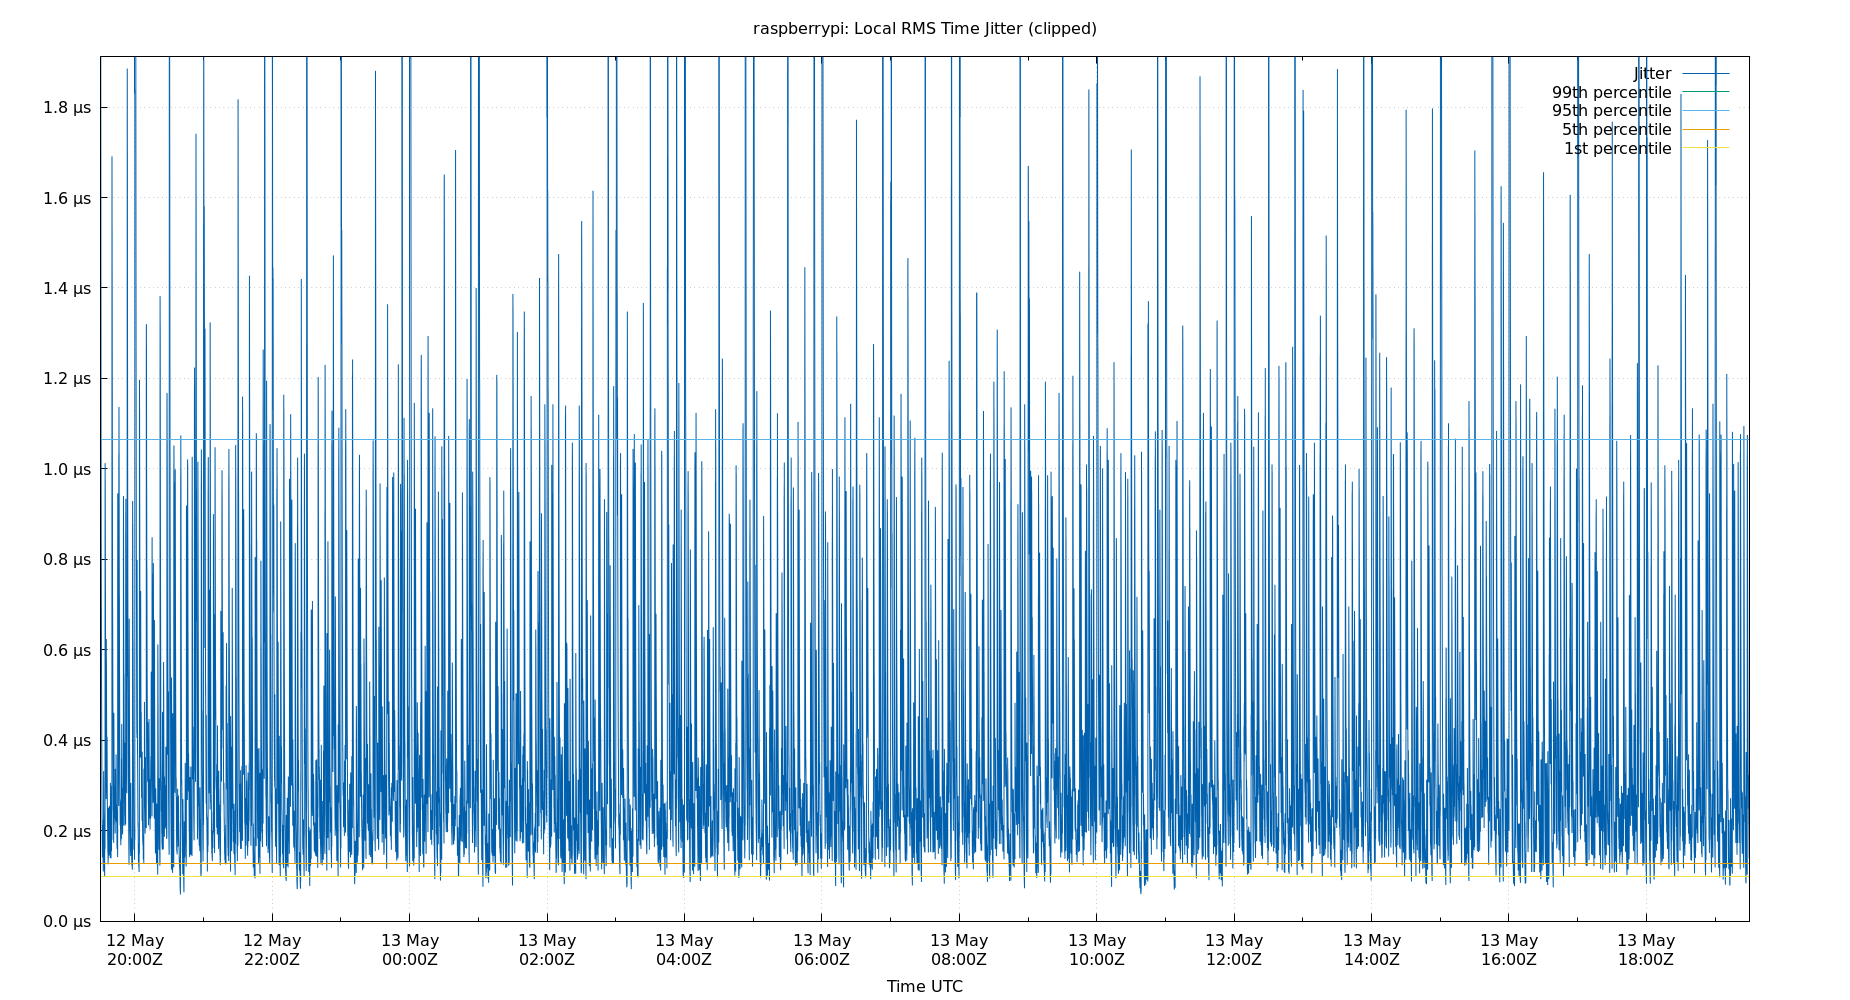 raspberrypi: Local RMS Time Jitter (clipped)
Jitter
99th percentile
95th percentile
5th percentile
1st percentile
1.8 µs
1.6 µs
1.4 µs
1.2 µs
1.0 µs
0.8 µs
0.6 µs
0.4 µs
0.2 µs
0.0 µs
12 May 12 May 13 May 13 May 13 May 13 May 13 May 13 May 13 May 13 May 13 May 13 May
20:00Z 22:00Z 00:00Z 02:00Z 04:00Z 06:00Z 08:00Z 10:00Z 12:00Z 14:00Z 16:00Z 18:00Z
Time UTC